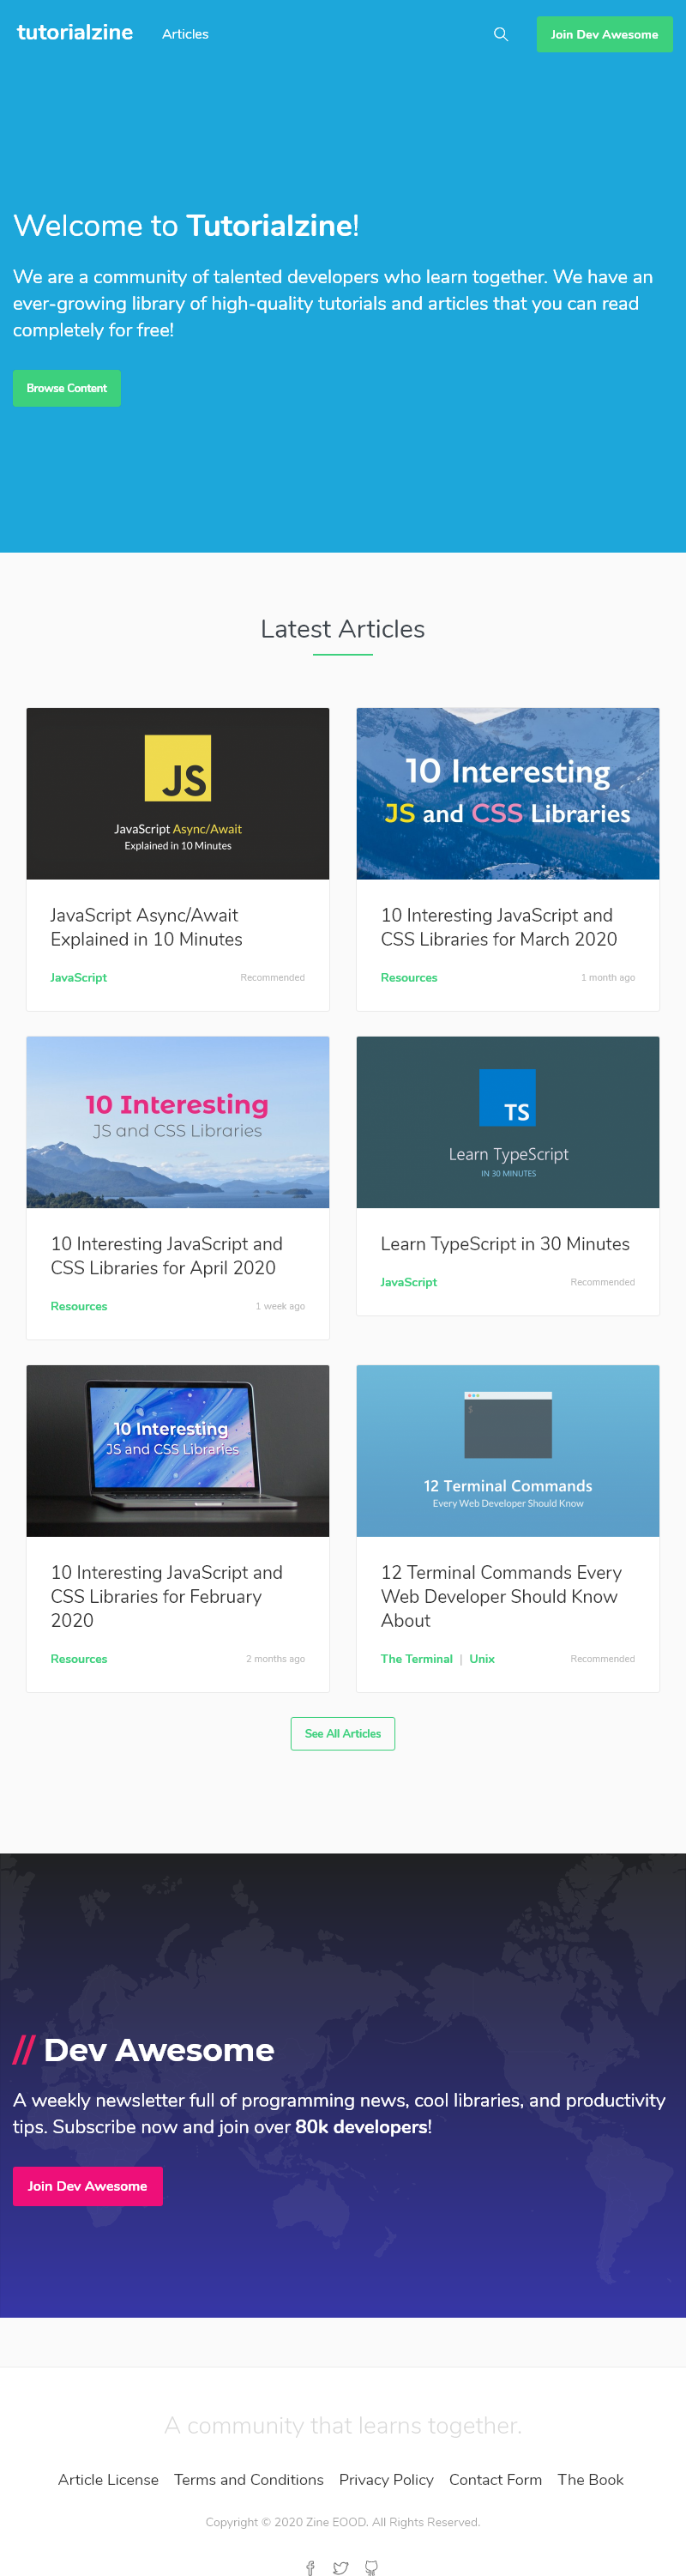 tutorialzine
Articles
Join Dev Awesome
Welcome to Tutorialzine!
We are a community of talented developers who learn together. We have an
ever-growing library of high-quality tutorials and articles that you can read
completely for free!
Browse Content
Latest Articles
JS
JavaScript Async/Await
Explained in 10 Minutes
JavaScript Async/Await
Explained in 10 Minutes
JavaScript
Recommended
10 Interesting
JS and CSS Libraries
10 Interesting JavaScript and
CSS Libraries for March 2020
Resources
1 month ago
10 Interesting
JS and CSS Libraries
10 Interesting JavaScript and
CSS Libraries for April 2020
Resources
1 week ago
TS
Learn TypeScript
IN 30 MINUTES
Learn TypeScript in 30 Minutes
JavaScript
Recommended
10 Interesting
JS and CSS Libraries
10 Interesting JavaScript and
CSS Libraries for February
2020
Resources
2 months ago
$
12 Terminal Commands
Every Web Developer Should Know
12 Terminal Commands Every
Web Developer Should Know
About
The Terminal | Unix
Recommended
See All Articles
// Dev Awesome
A weekly newsletter full of programming news, cool libraries, and productivity
tips. Subscribe now and join over 80k developers!
Join Dev Awesome
A community that learns together.
Article License Terms and Conditions Privacy Policy Contact Form The Book
Copyright © 2020 Zine EOOD. All Rights Reserved.